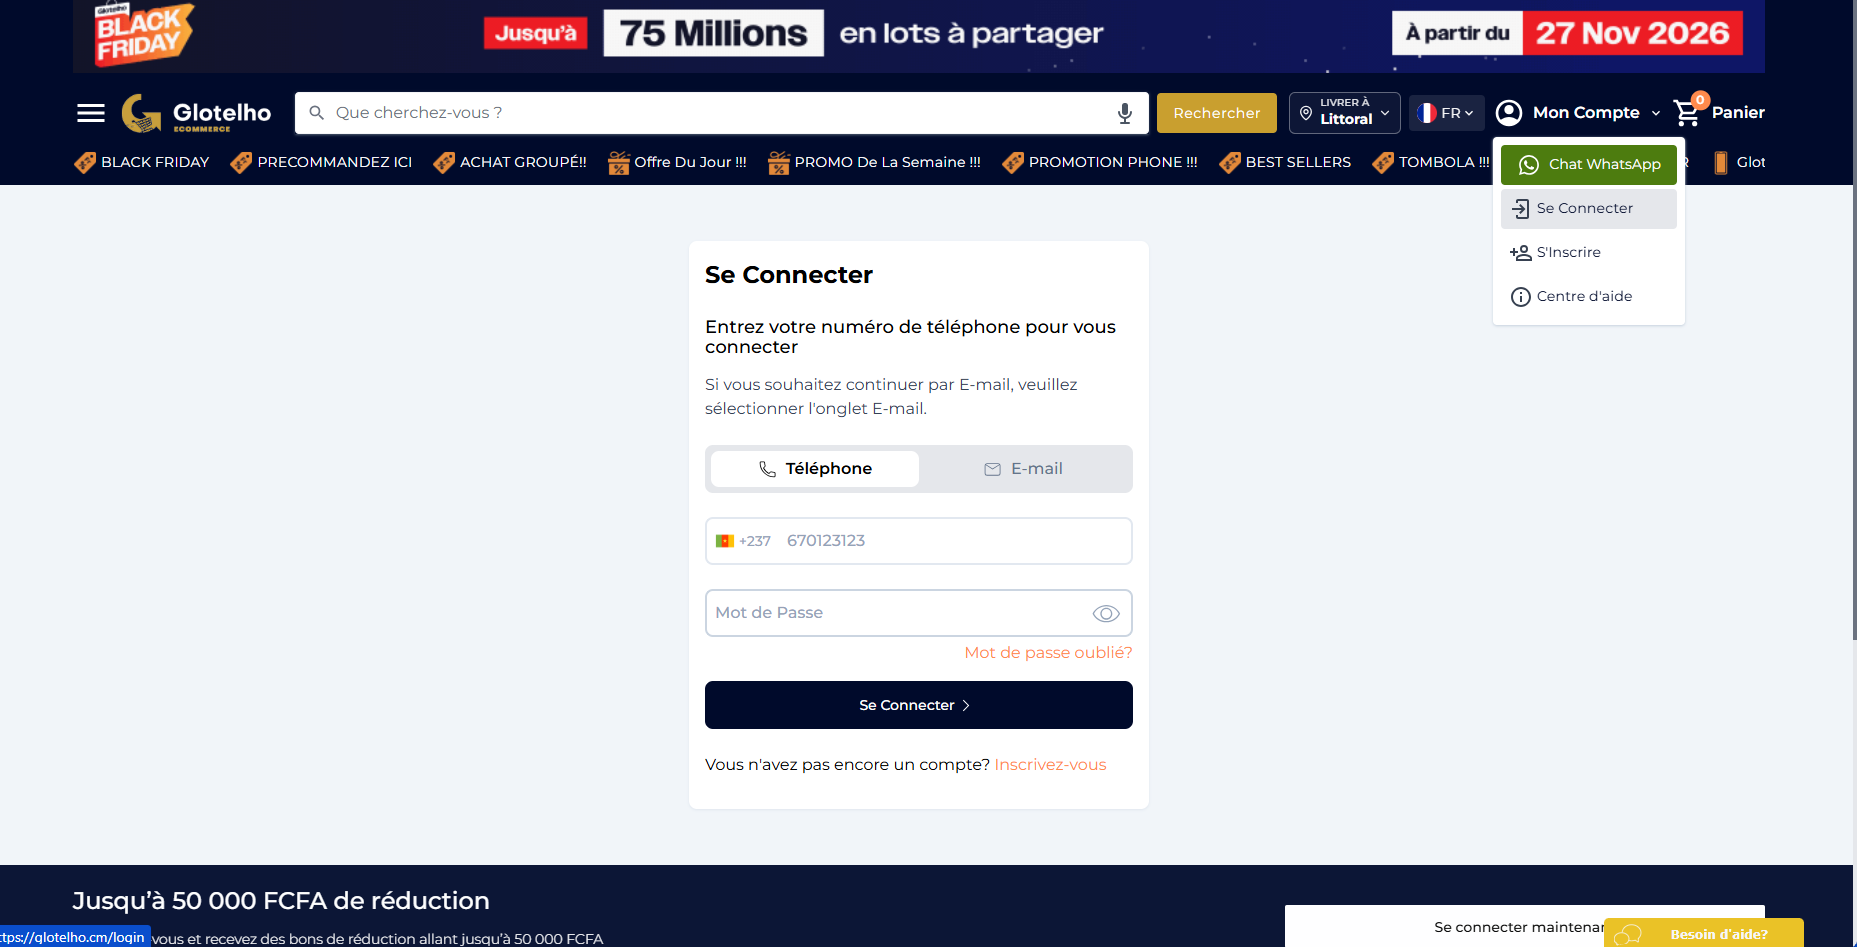 Glotelho
BLACK
FRIDAY
Jusqu'à 75 Millions en lots à partager
À partir du 27 Nov 2026
Glotelho
ECOMMERCE
Que cherchez-vous ?
Rechercher
LIVRER À
Littoral
FR
Mon Compte
0
Panier
BLACK FRIDAY
PRECOMMANDEZ ICI
ACHAT GROUPÉ!!
Offre Du Jour !!!
PROMO De La Semaine !!!
PROMOTION PHONE !!!
BEST SELLERS
TOMBOLA !!!
R
Glot
Chat WhatsApp
Se Connecter
S'Inscrire
Centre d'aide
Se Connecter
Entrez votre numéro de téléphone pour vous
connecter
Si vous souhaitez continuer par E-mail, veuillez
sélectionner l'onglet E-mail.
Téléphone
E-mail
+237 670123123
Mot de Passe
Mot de passe oublié?
Se Connecter
Vous n'avez pas encore un compte? Inscrivez-vous
Jusqu'à 50 000 FCFA de réduction
ttps://glotelho.cm/login
-vous et recevez des bons de réduction allant jusqu'à 50 000 FCFA
Se connecter maintenan
Besoin d'aide?